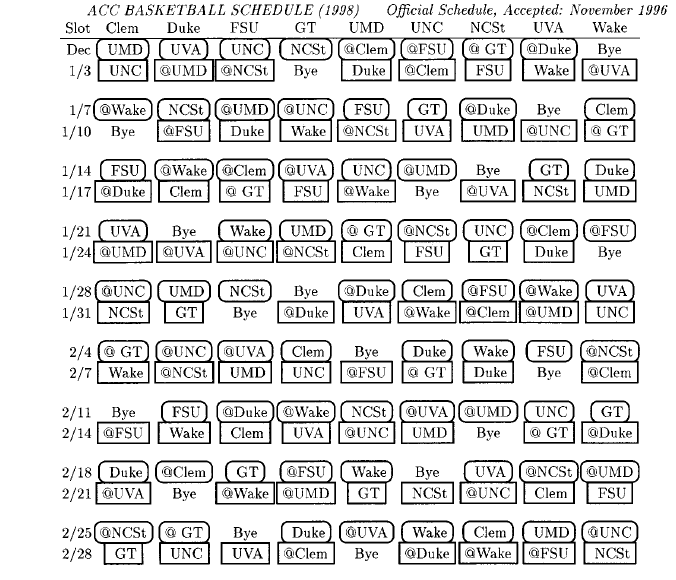 ACC BASKETBALL SCHEDULE (1998) Official Schedule, Accepted: November 1996
Slot Clem Duke FSU GT UMD UNC NCSt UVA Wake
Dec UMD UVA UNC NCSt @Clem @FSU @ GT @Duke Bye
1/3 UNC @UMD @NCSt Bye Duke @Clem FSU Wake @UVA
1/7 @Wake NCSt @UMD @UNC FSU GT @Duke Bye Clem
1/10 Bye @FSU Duke Wake @NCSt UVA UMD @UNC @ GT
1/14 FSU @Wake @Clem @UVA UNC @UMD Bye GT Duke
1/17 @Duke Clem @ GT FSU @Wake Bye @UVA NCSt UMD
1/21 UVA Bye Wake UMD @ GT @NCSt UNC @Clem @FSU
1/24 @UMD @UVA @UNC @NCSt Clem FSU GT Duke Bye
1/28 @UNC UMD NCSt Bye @Duke Clem @FSU @Wake UVA
1/31 NCSt GT Bye @Duke UVA @Wake @Clem @UMD UNC
2/4 @ GT @UNC @UVA Clem Bye Duke Wake FSU @NCSt
2/7 Wake @NCSt UMD UNC @FSU @ GT Duke Bye @Clem
2/11 Bye FSU @Duke @Wake NCSt @UVA @UMD UNC GT
2/14 @FSU Wake Clem UVA @UNC UMD Bye @ GT @Duke
2/18 Duke @Clem GT @FSU Wake Bye UVA @NCSt @UMD
2/21 @UVA Bye @Wake @UMD GT NCSt @UNC Clem FSU
2/25 @NCSt @ GT Bye Duke @UVA Wake Clem UMD @UNC
2/28 GT UNC UVA @Clem Bye @Duke @Wake @FSU NCSt